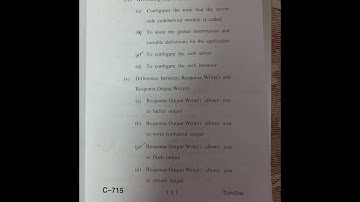 (a) Configures the time that the server
side codebehind module is called
(b) To store the global information and
variable definitions for the application
(c) To configure the web server
(d) To configure the web browser
(v) Difference between Response.Write() and
Response.Output.Write()
(a) Response.Output.Write() allows you
to buffer output
(b) Response.Output.Write() allows you
to write formatted output
(c) Response.Output.Write() allows you
to flush output
(d) Response.Output.Write() allows you
to stream output
C–715
Turn Over